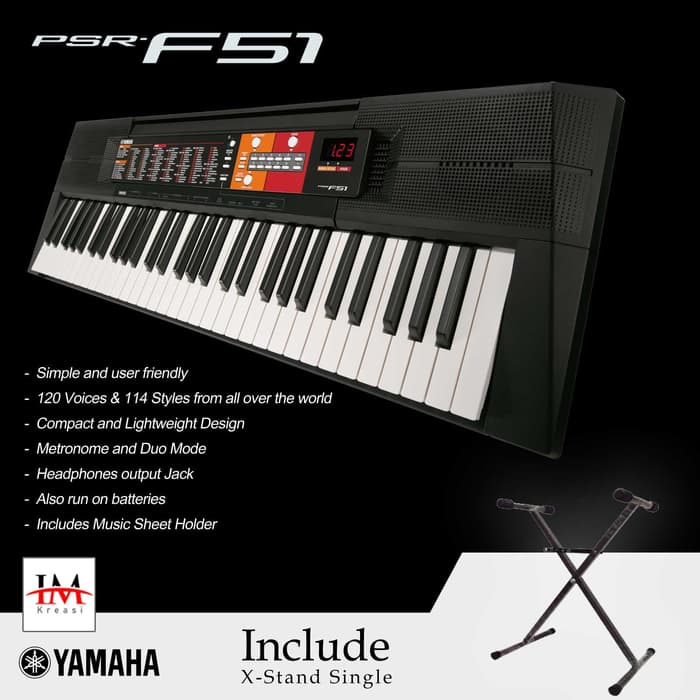 PSR-F51
YAMAHA
123
F51
- Simple and user friendly
- 120 Voices & 114 Styles from all over the world
- Compact and Lightweight Design
- Metronome and Duo Mode
- Headphones output Jack
- Also run on batteries
- Includes Music Sheet Holder
IM
Kreasi
YAMAHA
Include
X-Stand Single